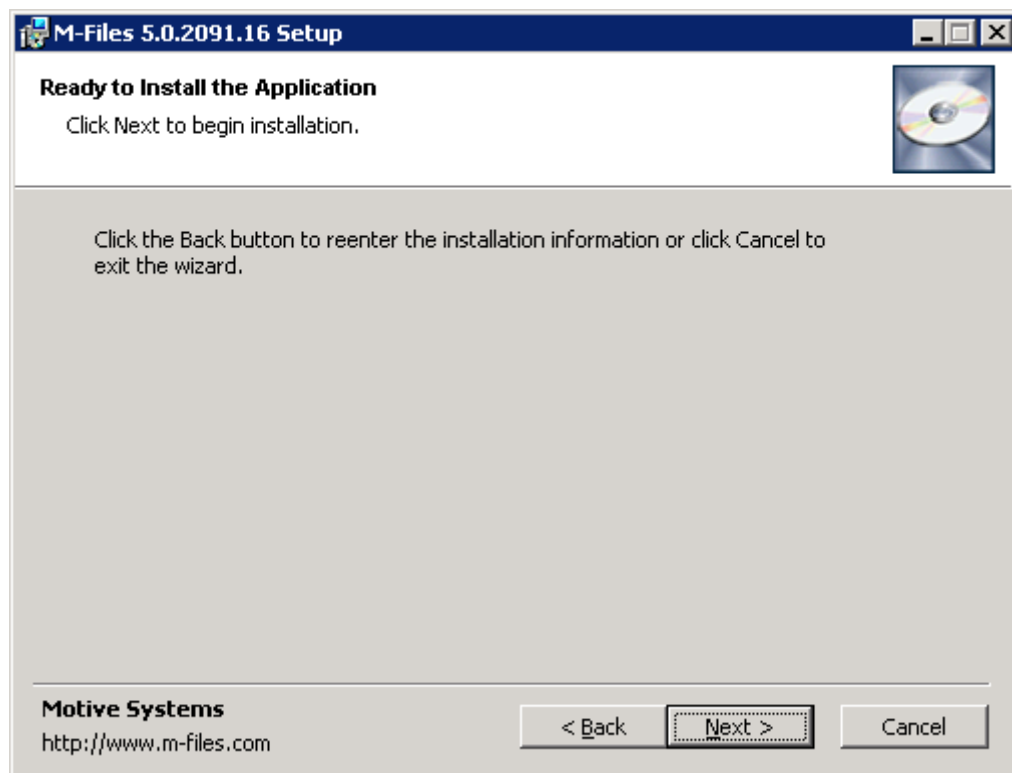 M-Files 5.0.2091.16 Setup
Ready to Install the Application
Click Next to begin installation.
Click the Back button to reenter the installation information or click Cancel to
exit the wizard.
Motive Systems
http://www.m-files.com
< Back
Next >
Cancel